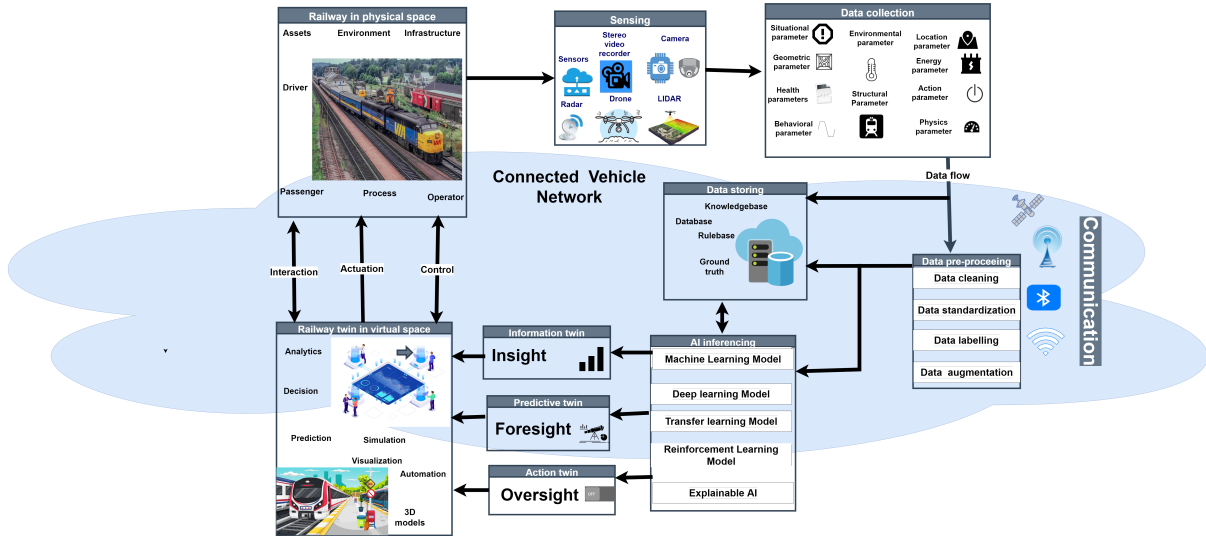 Railway in physical space
Assets
Environment
Infrastructure
Driver
Passenger
Process
Operator
Sensing
Sensors
Stereo
video
recorder
Camera
Radar
Drone
LIDAR
Data collection
Situational
parameter
Environmental
parameter
Location
parameter
Geometric
parameter
Energy
parameter
Health
parameters
Structural
Parameter
Action
parameter
Behavioral
parameter
Physics
parameter
Data flow
Connected Vehicle
Network
Data storing
Knowledgebase
Database
Rulebase
Ground
truth
Communication
Data pre-proceeing
Data cleaning
Data standardization
Data labelling
Data augmentation
Interaction
Actuation
Control
Railway twin in virtual space
Analytics
Decision
Prediction
Simulation
Visualization
Automation
3D
models
Information twin
Insight
Predictive twin
Foresight
Action twin
Oversight
OFF
AI inferencing
Machine Learning Model
Deep learning Model
Transfer learning Model
Reinforcement Learning
Model
Explainable AI